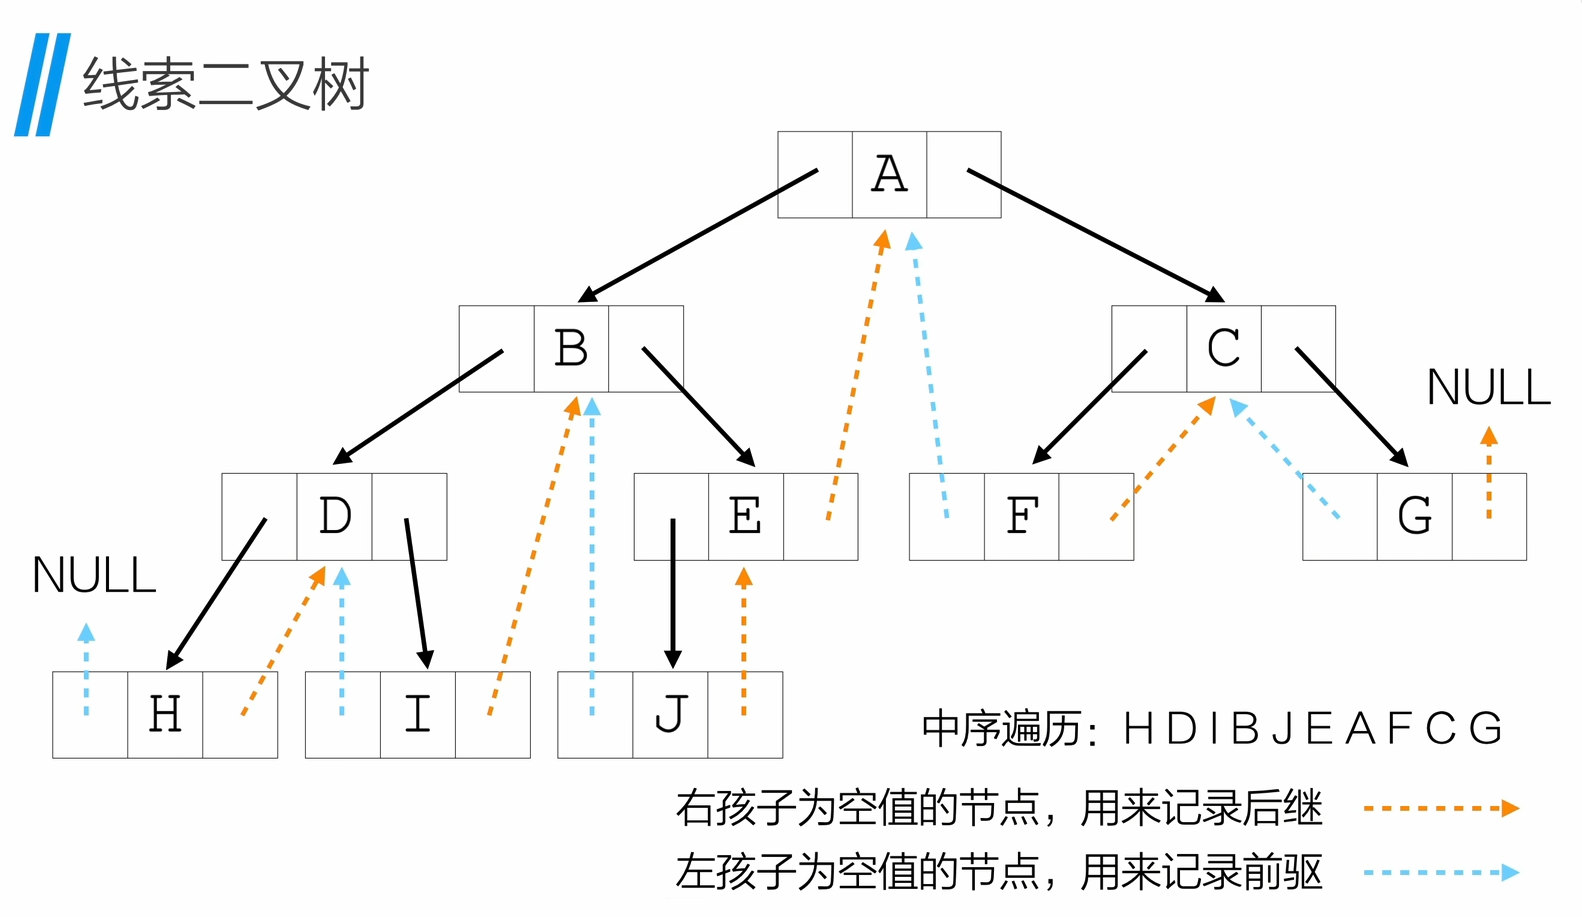 线索二叉树
A
B
C
NULL
D
E
F
G
NULL
H
I
J
中序遍历：H D I B J E A F C G
右孩子为空值的节点，用来记录后继
左孩子为空值的节点，用来记录前驱